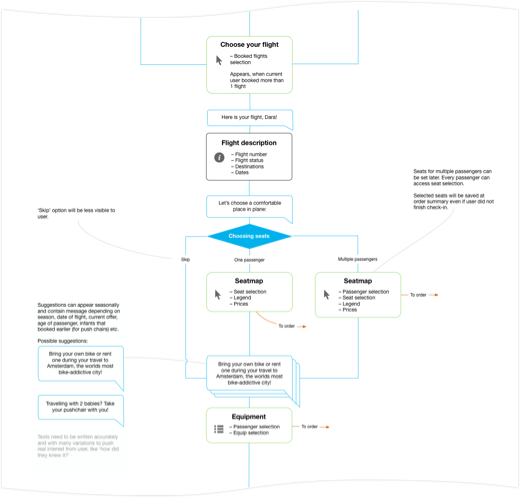 Choose your flight
– Booked flights
selection
Appears, when current
user booked more than
1 flight
Here is your flight, Dara!
Flight description
– Flight number
– Flight status
– Destinations
– Dates
Seats for multiple passengers can
be set later. Every passenger can
access seat selection.
Selected seats will be saved at
order summary even if user did not
finish check-in.
Let's choose a comfortable
place in plane:
'Skip' option will be less visible to
user.
Choosing seats
Skip
One passenger
Multiple passengers
Seatmap
– Seat selection
– Legend
– Prices
Seatmap
– Passenger selection
– Seat selection
– Legend
– Prices
To order
To order
Suggestions can appear seasonally
and contain message depending on
season, date of flight, current offer,
age of passenger, infants that
booked earlier (for push chairs) etc.
Possible suggestions:
Bring your own bike or rent
one during your travel to
Amsterdam, the worlds most
bike-addictive city!
Bring your own bike or rent
one during your travel to
Amsterdam, the worlds most
bike-addictive city!
Travelling with 2 babies? Take
your pushchair with you!
Equipment
– Passenger selection
– Equip selection
To order
Texts need to be written accurately
and with many variations to push
real interest from user, like 'how did
they knew it'?